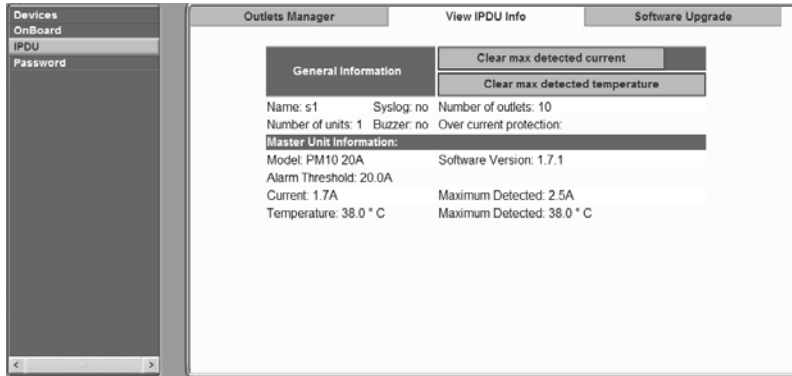 Devices
OnBoard
IPDU
Password
Outlets Manager
View IPDU Info
Software Upgrade
General Information
Clear max detected current
Clear max detected temperature
Name: s1 Syslog: no Number of outlets: 10
Number of units: 1 Buzzer: no Over current protection:
Master Unit Information:
Model: PM10 20A Software Version: 1.7.1
Alarm Threshold: 20.0A
Current: 1.7A Maximum Detected: 2.5A
Temperature: 38.0 ° C Maximum Detected: 38.0 ° C